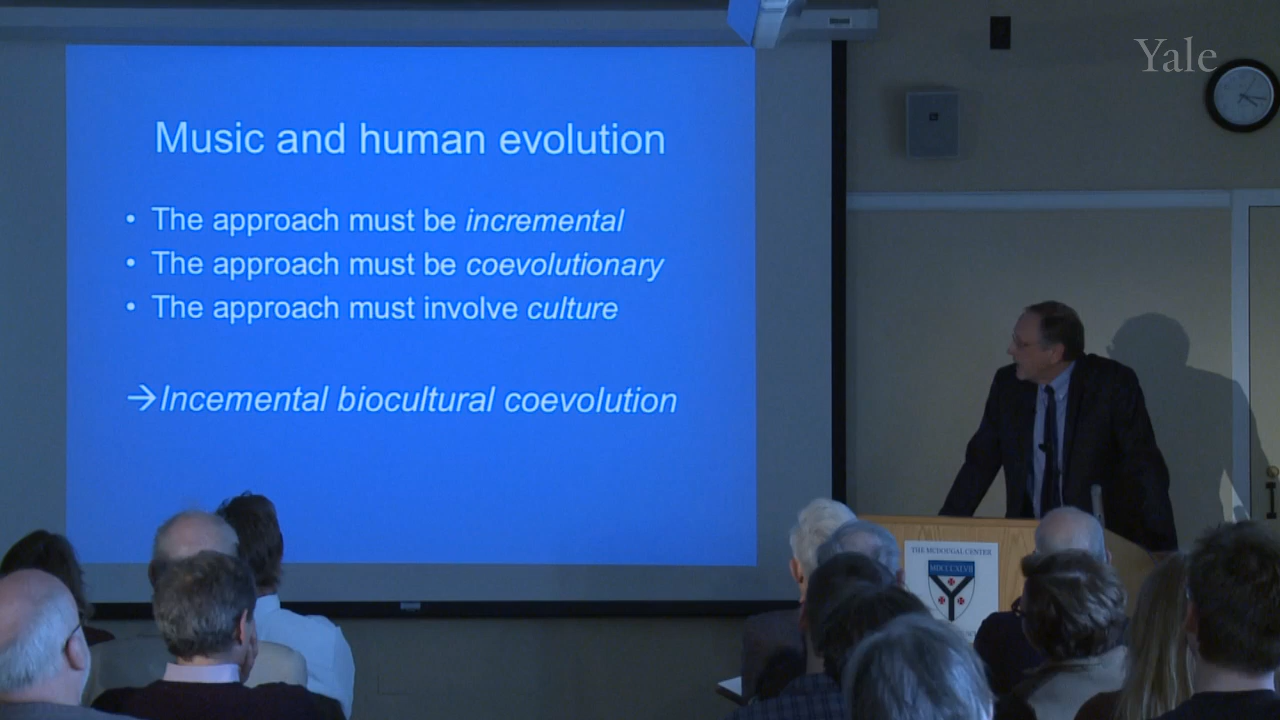 Yale
Music and human evolution
• The approach must be incremental
• The approach must be coevolutionary
• The approach must involve culture
→Incemental biocultural coevolution
THE MCDOUGAL CENTER
MDCCCXLVII